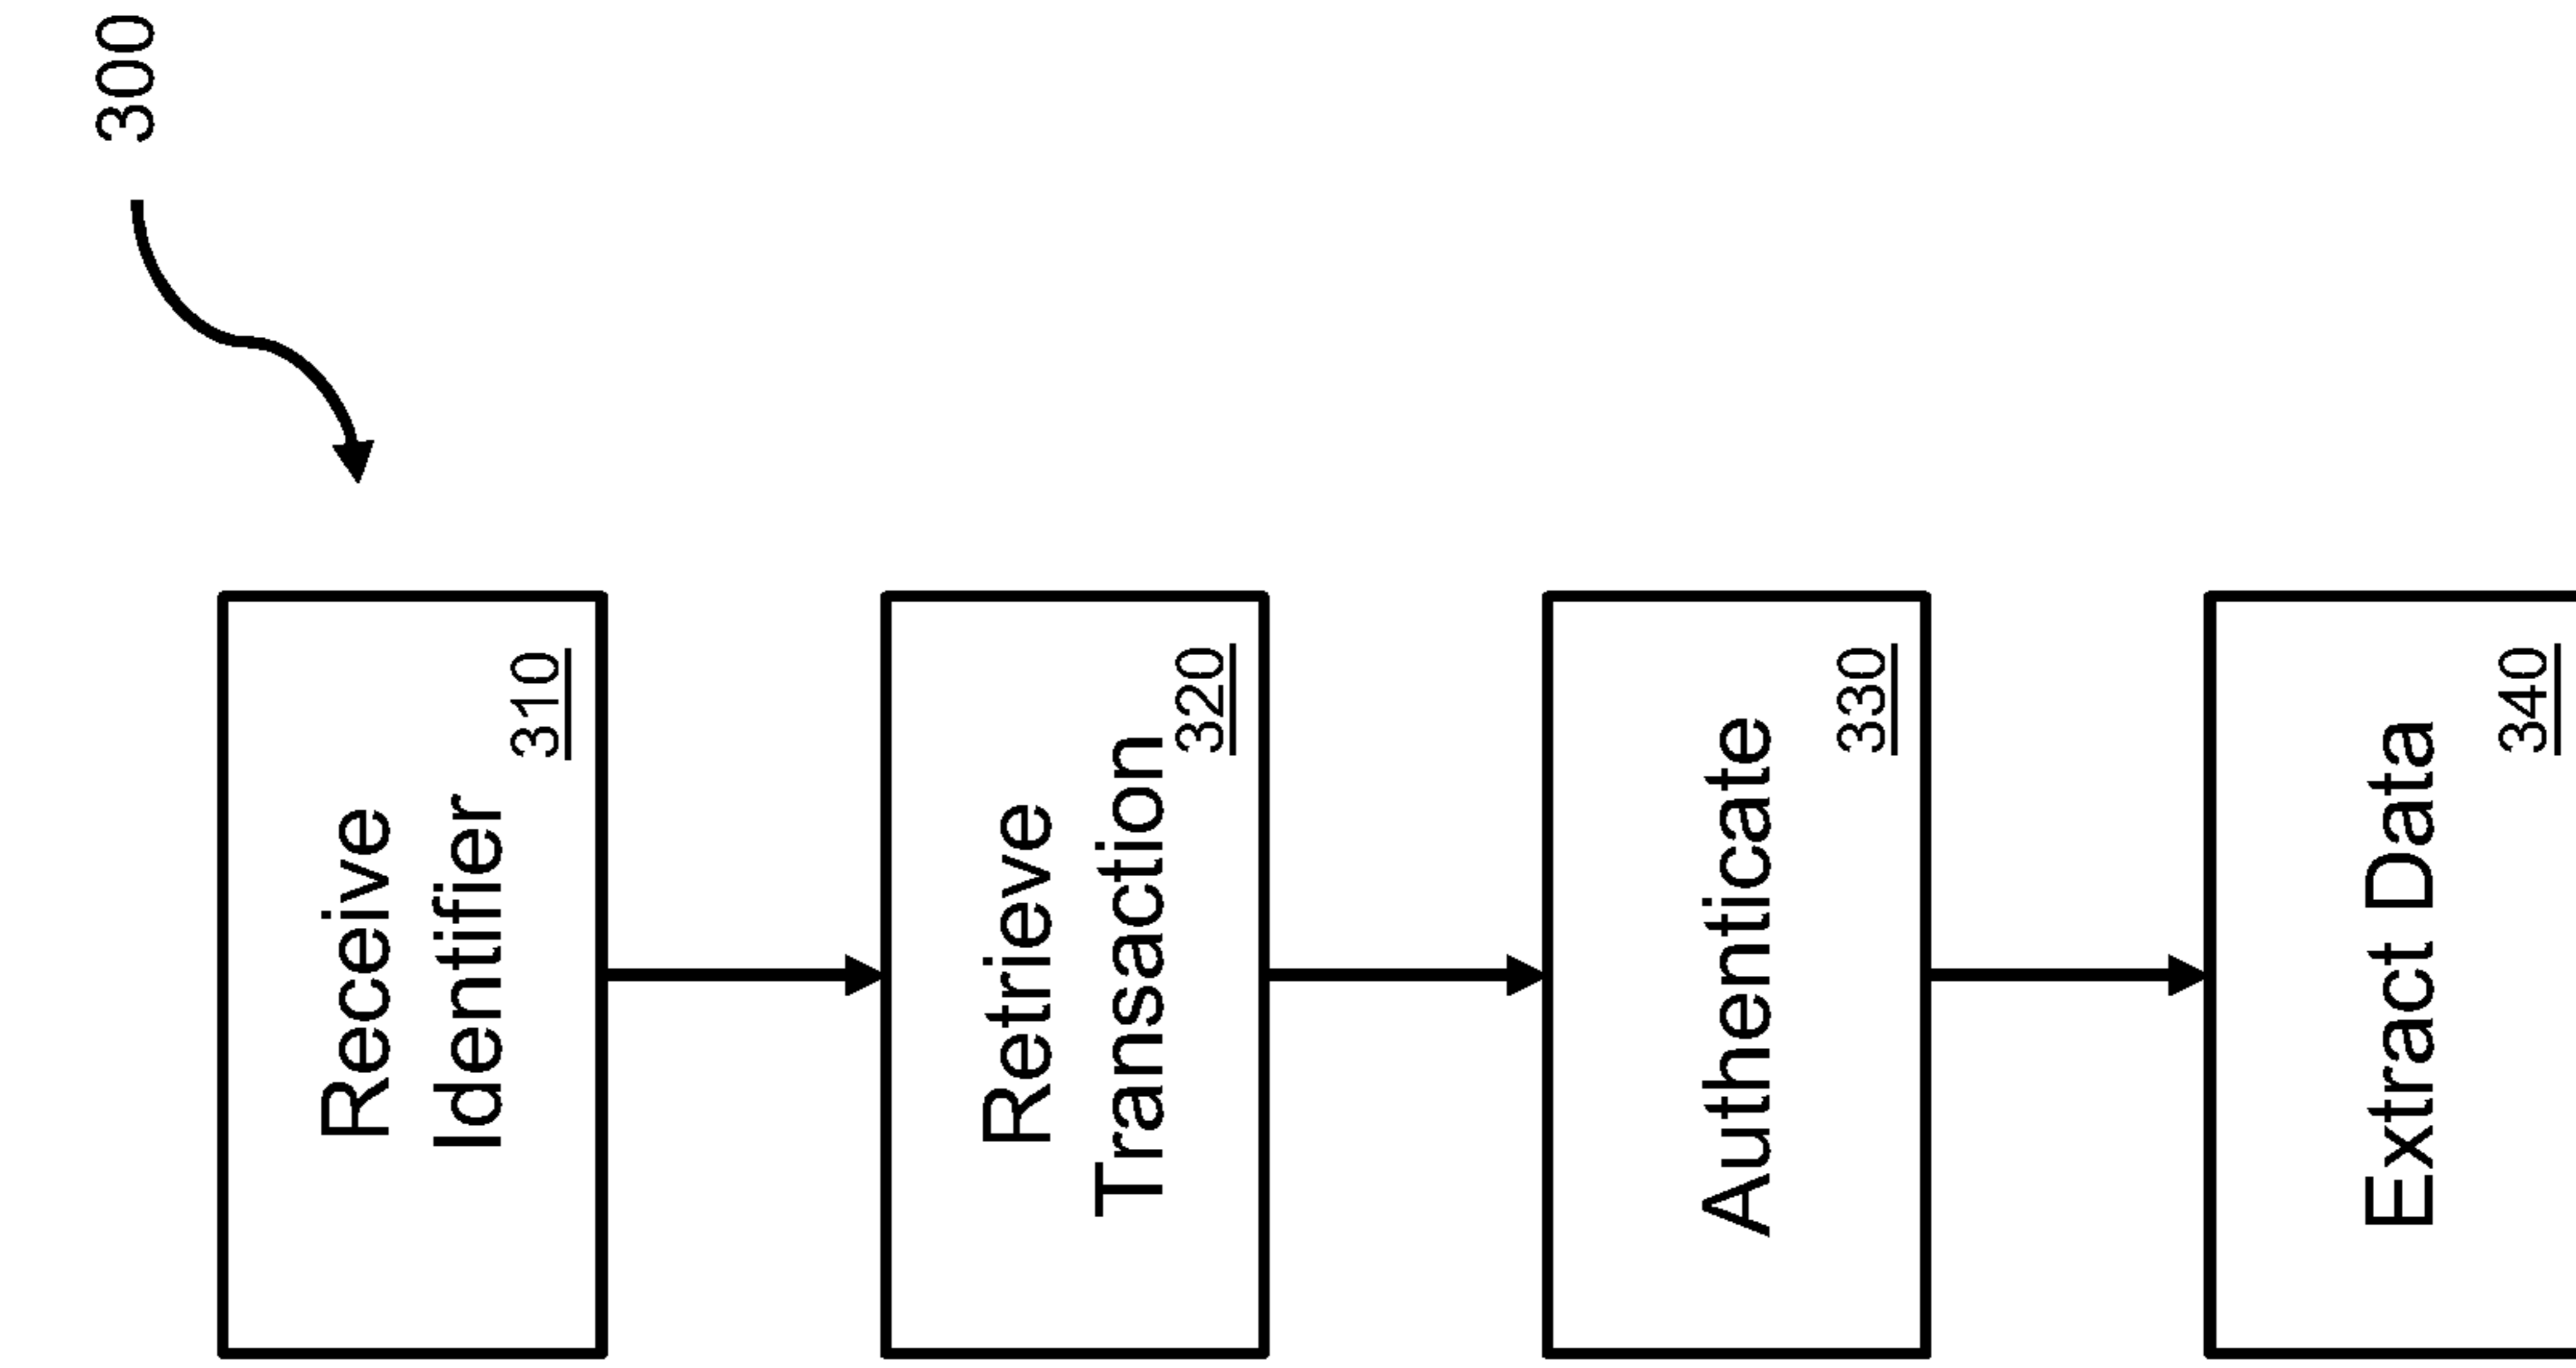 300
Receive
Identifier
310
Retrieve
Transaction
320
Authenticate
330
Extract Data
340